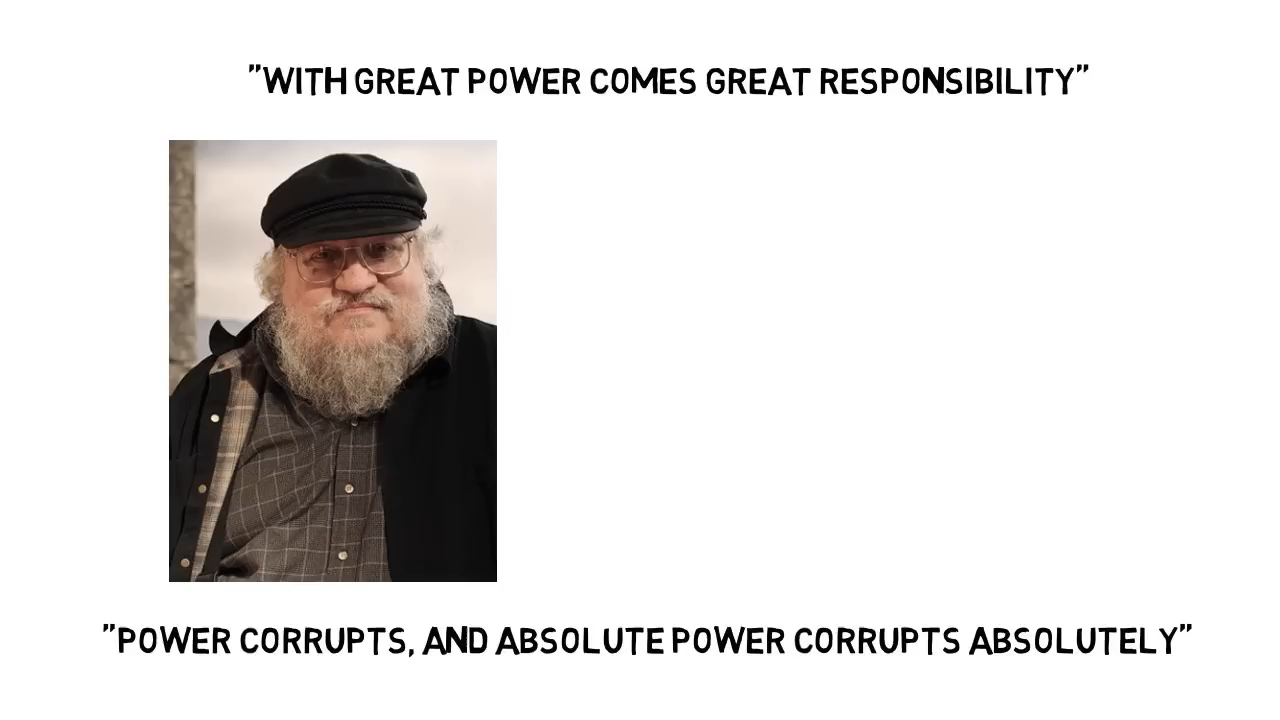 "WITH GREAT POWER COMES GREAT RESPONSIBILITY"
"POWER CORRUPTS, AND ABSOLUTE POWER CORRUPTS ABSOLUTELY"